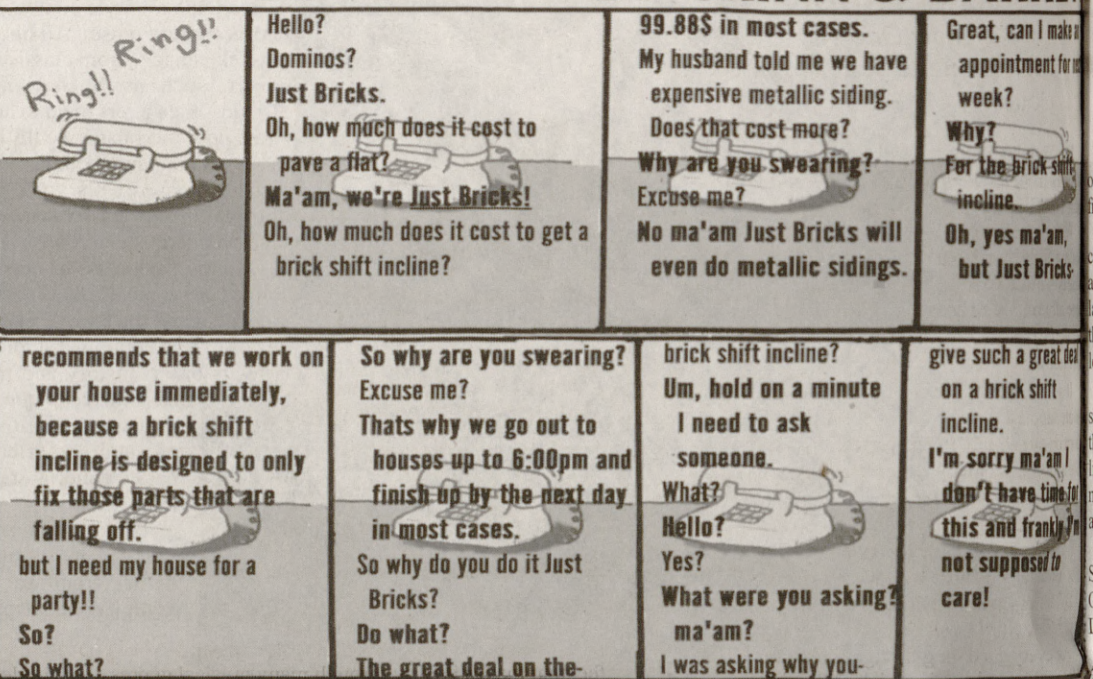 Ring!! Ring!!
Hello?
Dominos?
Just Bricks.
Oh, how much does it cost to
pave a flat?
Ma'am, we're Just Bricks!
Oh, how much does it cost to get a
brick shift incline?
99.88$ in most cases.
My husband told me we have
expensive metallic siding.
Does that cost more?
Why are you swearing?
Excuse me?
No ma'am Just Bricks will
even do metallic sidings.
Great, can I make
appointment for
week?
Why?
For the brick shift
incline.
Oh, yes ma'am,
but Just Bricks-
recommends that we work on
your house immediately,
because a brick shift
incline is designed to only
fix those parts that are
falling off.
but I need my house for a
party!!
So?
So what?
So why are you swearing?
Excuse me?
Thats why we go out to
houses up to 6:00pm and
finish up by the next day
in most cases.
So why do you do it Just
Bricks?
Do what?
The great deal on the-
brick shift incline?
Um, hold on a minute
I need to ask
someone.
What?
Hello?
Yes?
What were you asking?
ma'am?
I was asking why you-
give such a great deal
on a brick shift
incline.
I'm sorry ma'am I
don't have time for
this and frankly I'm
not supposed to
care!